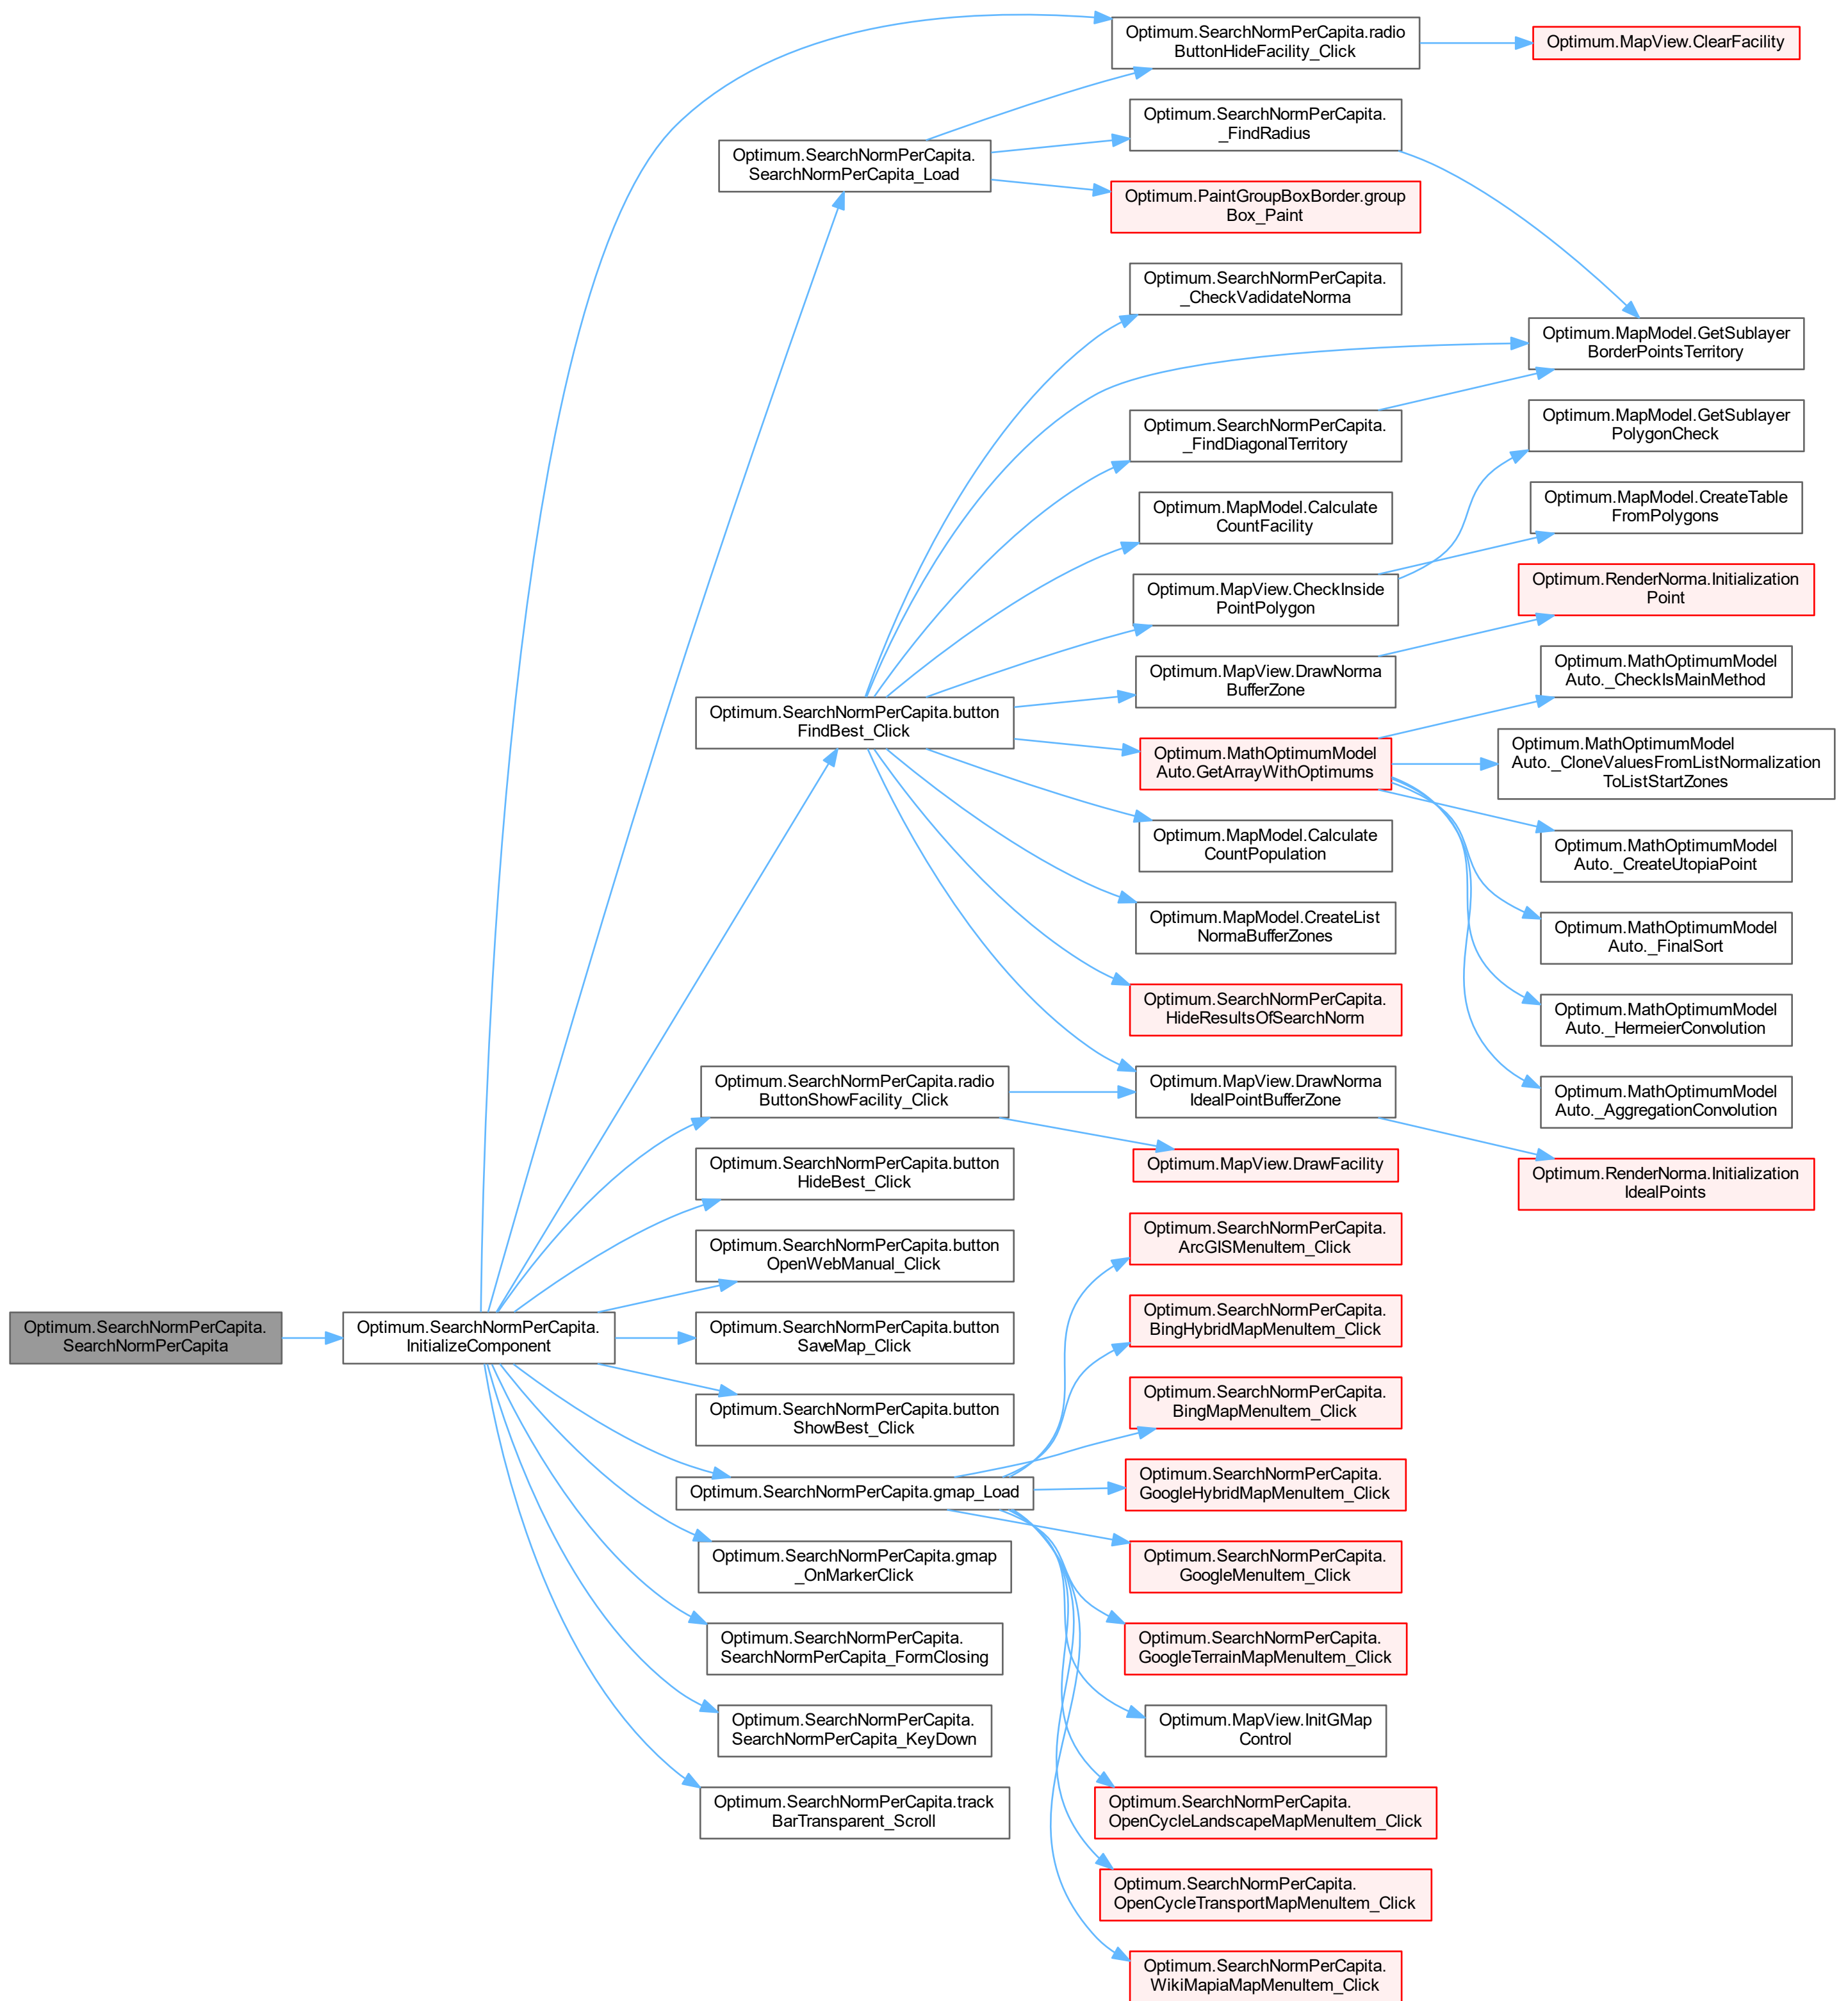 Optimum.SearchNormPerCapita.
SearchNormPerCapita
Optimum.SearchNormPerCapita.
InitializeComponent
Optimum.SearchNormPerCapita.
SearchNormPerCapita_Load
Optimum.SearchNormPerCapita.button
FindBest_Click
Optimum.SearchNormPerCapita.radio
ButtonShowFacility_Click
Optimum.SearchNormPerCapita.button
HideBest_Click
Optimum.SearchNormPerCapita.button
OpenWebManual_Click
Optimum.SearchNormPerCapita.button
SaveMap_Click
Optimum.SearchNormPerCapita.button
ShowBest_Click
Optimum.SearchNormPerCapita.gmap_Load
Optimum.SearchNormPerCapita.gmap
_OnMarkerClick
Optimum.SearchNormPerCapita.
SearchNormPerCapita_FormClosing
Optimum.SearchNormPerCapita.
SearchNormPerCapita_KeyDown
Optimum.SearchNormPerCapita.track
BarTransparent_Scroll
Optimum.SearchNormPerCapita.radio
ButtonHideFacility_Click
Optimum.SearchNormPerCapita.
_FindRadius
Optimum.PaintGroupBoxBorder.group
Box_Paint
Optimum.SearchNormPerCapita.
_CheckVadidateNorma
Optimum.SearchNormPerCapita.
_FindDiagonalTerritory
Optimum.MapModel.Calculate
CountFacility
Optimum.MapView.CheckInside
PointPolygon
Optimum.MapView.DrawNorma
BufferZone
Optimum.MathOptimumModel
Auto.GetArrayWithOptimums
Optimum.MapModel.Calculate
CountPopulation
Optimum.MapModel.CreateList
NormaBufferZones
Optimum.SearchNormPerCapita.
HideResultsOfSearchNorm
Optimum.MapView.DrawNorma
IdealPointBufferZone
Optimum.MapView.DrawFacility
Optimum.SearchNormPerCapita.
ArcGISMenuItem_Click
Optimum.SearchNormPerCapita.
BingHybridMapMenuItem_Click
Optimum.SearchNormPerCapita.
BingMapMenuItem_Click
Optimum.SearchNormPerCapita.
GoogleHybridMapMenuItem_Click
Optimum.SearchNormPerCapita.
GoogleMenuItem_Click
Optimum.SearchNormPerCapita.
GoogleTerrainMapMenuItem_Click
Optimum.MapView.InitGMap
Control
Optimum.SearchNormPerCapita.
OpenCycleLandscapeMapMenuItem_Click
Optimum.SearchNormPerCapita.
OpenCycleTransportMapMenuItem_Click
Optimum.SearchNormPerCapita.
WikiMapiaMapMenuItem_Click
Optimum.MapView.ClearFacility
Optimum.MapModel.GetSublayer
BorderPointsTerritory
Optimum.MapModel.GetSublayer
PolygonCheck
Optimum.MapModel.CreateTable
FromPolygons
Optimum.RenderNorma.Initialization
Point
Optimum.MathOptimumModel
Auto._CheckIsMainMethod
Optimum.MathOptimumModel
Auto._CloneValuesFromListNormalization
ToListStartZones
Optimum.MathOptimumModel
Auto._CreateUtopiaPoint
Optimum.MathOptimumModel
Auto._FinalSort
Optimum.MathOptimumModel
Auto._HermeierConvolution
Optimum.MathOptimumModel
Auto._AggregationConvolution
Optimum.RenderNorma.Initialization
IdealPoints